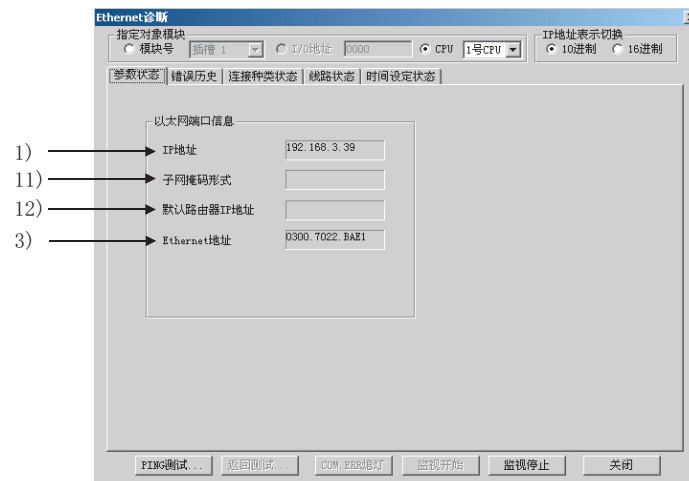 Ethernet诊断
指定对象模块 IP地址表示切换
模块号 插槽 1 I/O地址 0000 CPU 1号CPU 10进制 16进制
参数状态 错误历史 连接种类状态 线路状态 时间设定状态
以太网端口信息
1) IP地址 192.168.3.39
11) 子网掩码形式
12) 默认路由器IP地址
3) Ethernet地址 0300.7022.BAE1
PING测试... 返回测试... COM.ERR熄灯 监视开始 监视停止 关闭